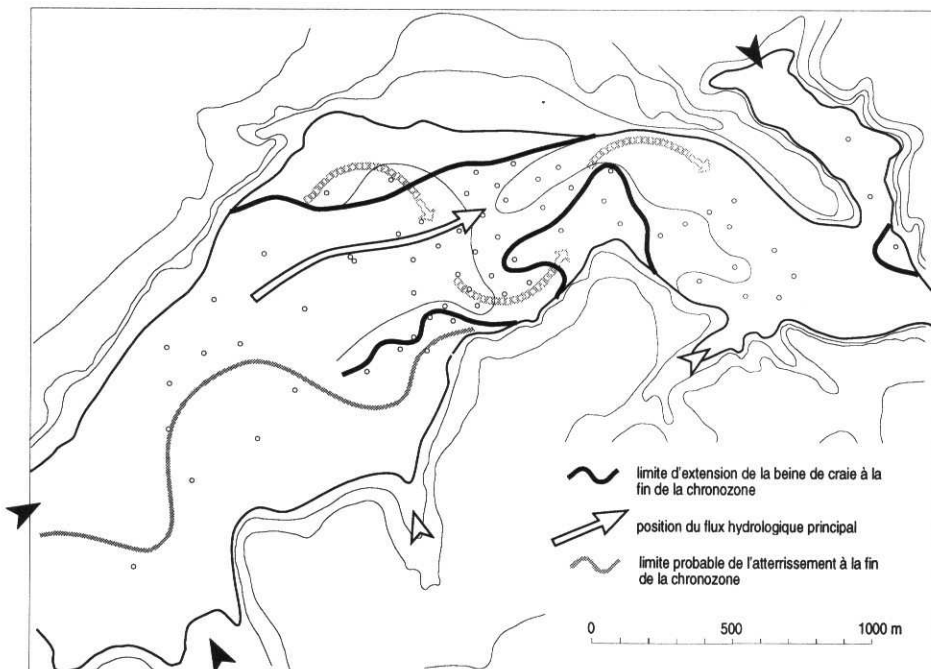 limite d'extension de la beine de craie à la
fin de la chronozone
position du flux hydrologique principal
limite probable de l'atterrissement à la fin
de la chronozone
0 500 1000 m